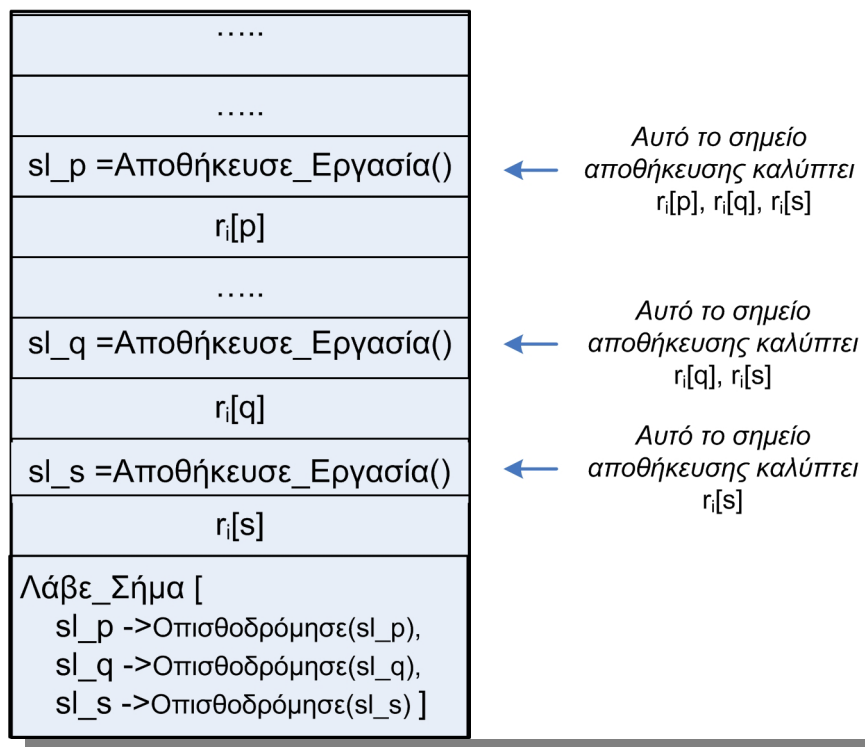 …..
…..
sl_p =Αποθήκευσε_Εργασία()
Αυτό το σημείο
αποθήκευσης καλύπτει
rᵢ[p], rᵢ[q], rᵢ[s]
rᵢ[p]
…..
sl_q =Αποθήκευσε_Εργασία()
Αυτό το σημείο
αποθήκευσης καλύπτει
rᵢ[q], rᵢ[s]
rᵢ[q]
sl_s =Αποθήκευσε_Εργασία()
Αυτό το σημείο
αποθήκευσης καλύπτει
rᵢ[s]
rᵢ[s]
Λάβε_Σήμα [
sl_p ->Οπισθοδρόμησε(sl_p),
sl_q ->Οπισθοδρόμησε(sl_q),
sl_s ->Οπισθοδρόμησε(sl_s) ]